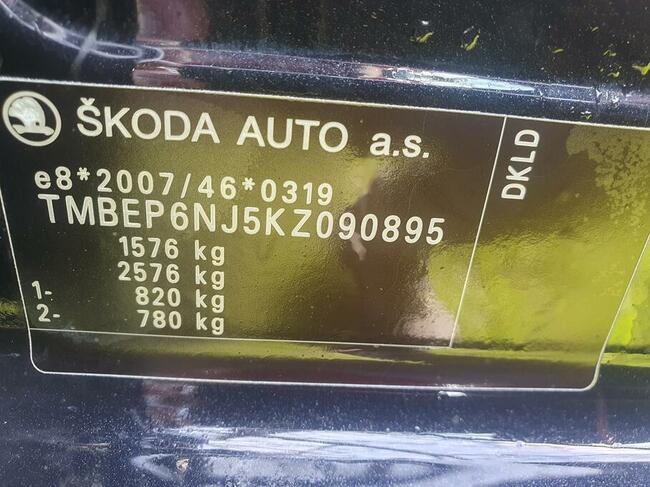 ŠKODA AUTO a.s.
e8*2007/46*0319
TMBEP6NJ5KZ090895
1576 kg
2576 kg
1- 820 kg
2- 780 kg
DKLD